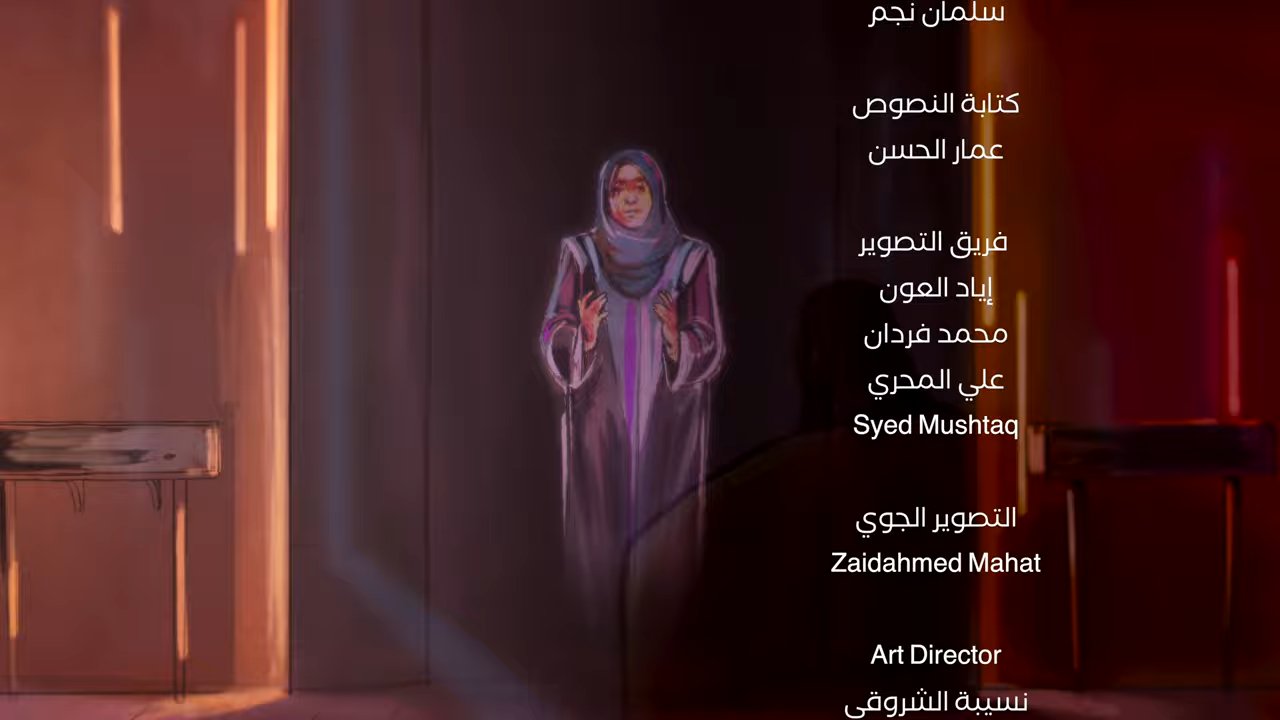 سلمان نجم
كتابة النصوص
عمار الحسن
فريق التصوير
إياد العون
محمد فردان
علي المحري
Syed Mushtaq
التصوير الجوي
Zaidahmed Mahat
Art Director
نسيبة الشروقي